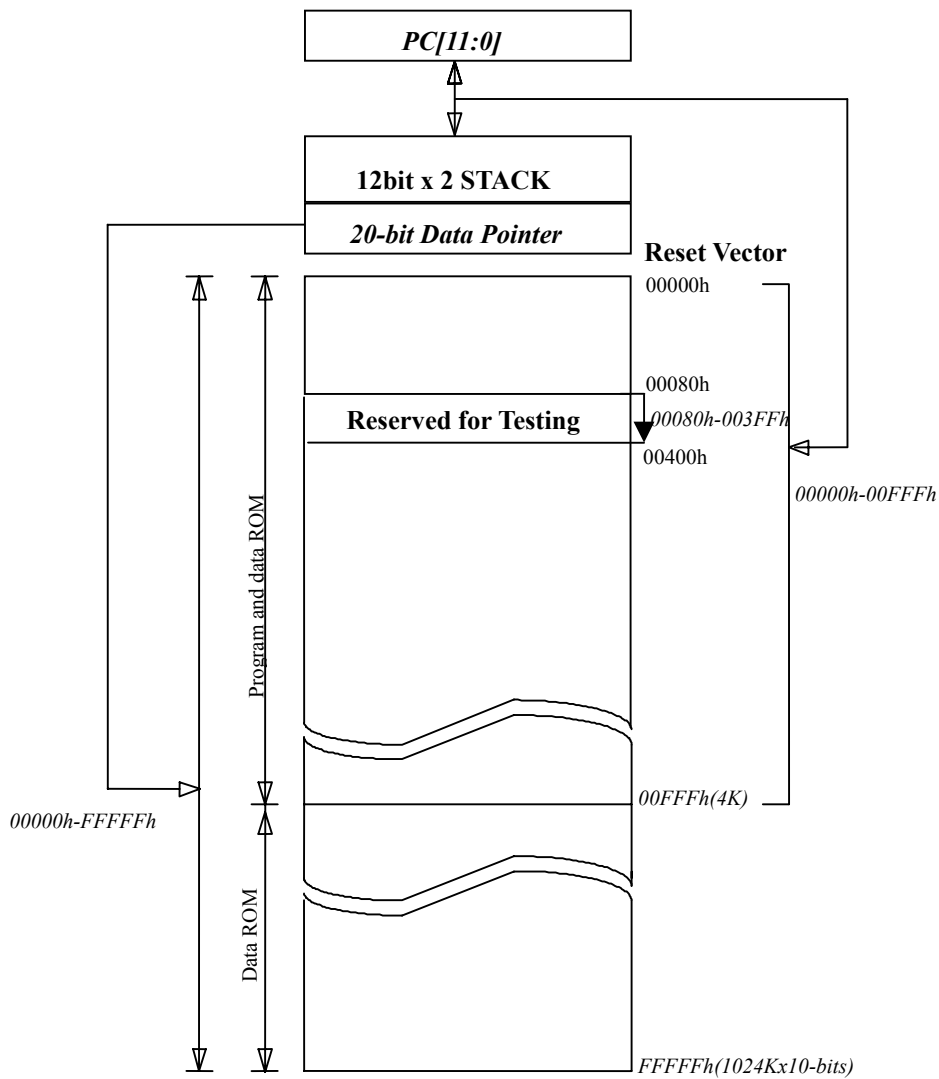 PC[11:0]
12bit x 2 STACK
20-bit Data Pointer
Reset Vector
00000h
00080h
Reserved for Testing
00080h-003FFh
00400h
00000h-00FFFh
Program and data ROM
00FFFh(4K)
00000h-FFFFFh
Data ROM
FFFFFh(1024Kx10-bits)